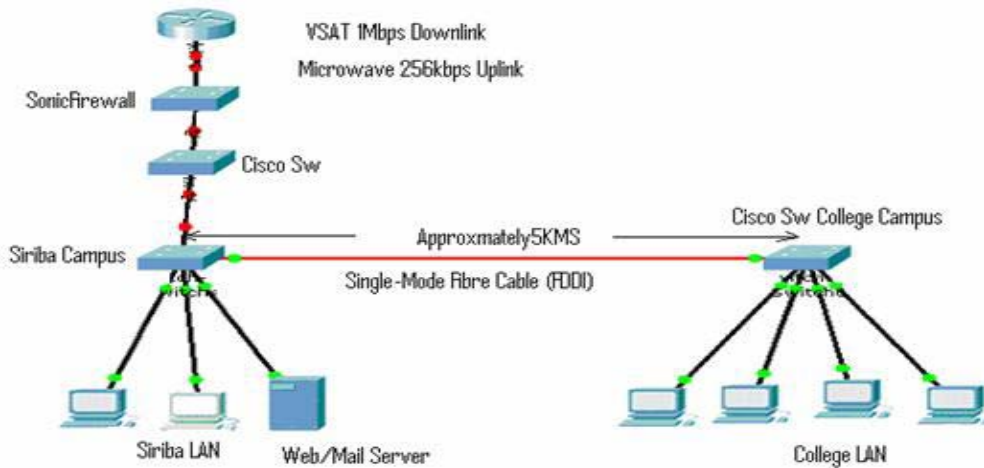 VSAT 1Mbps Downlink
Microwave 256kbps Uplink
SonicFirewall
Cisco Sw
Cisco Sw College Campus
Approxmately5KMS
Siriba Campus
Single-Mode Fibre Cable (FDDI)
Siriba LAN
Web/Mail Server
College LAN